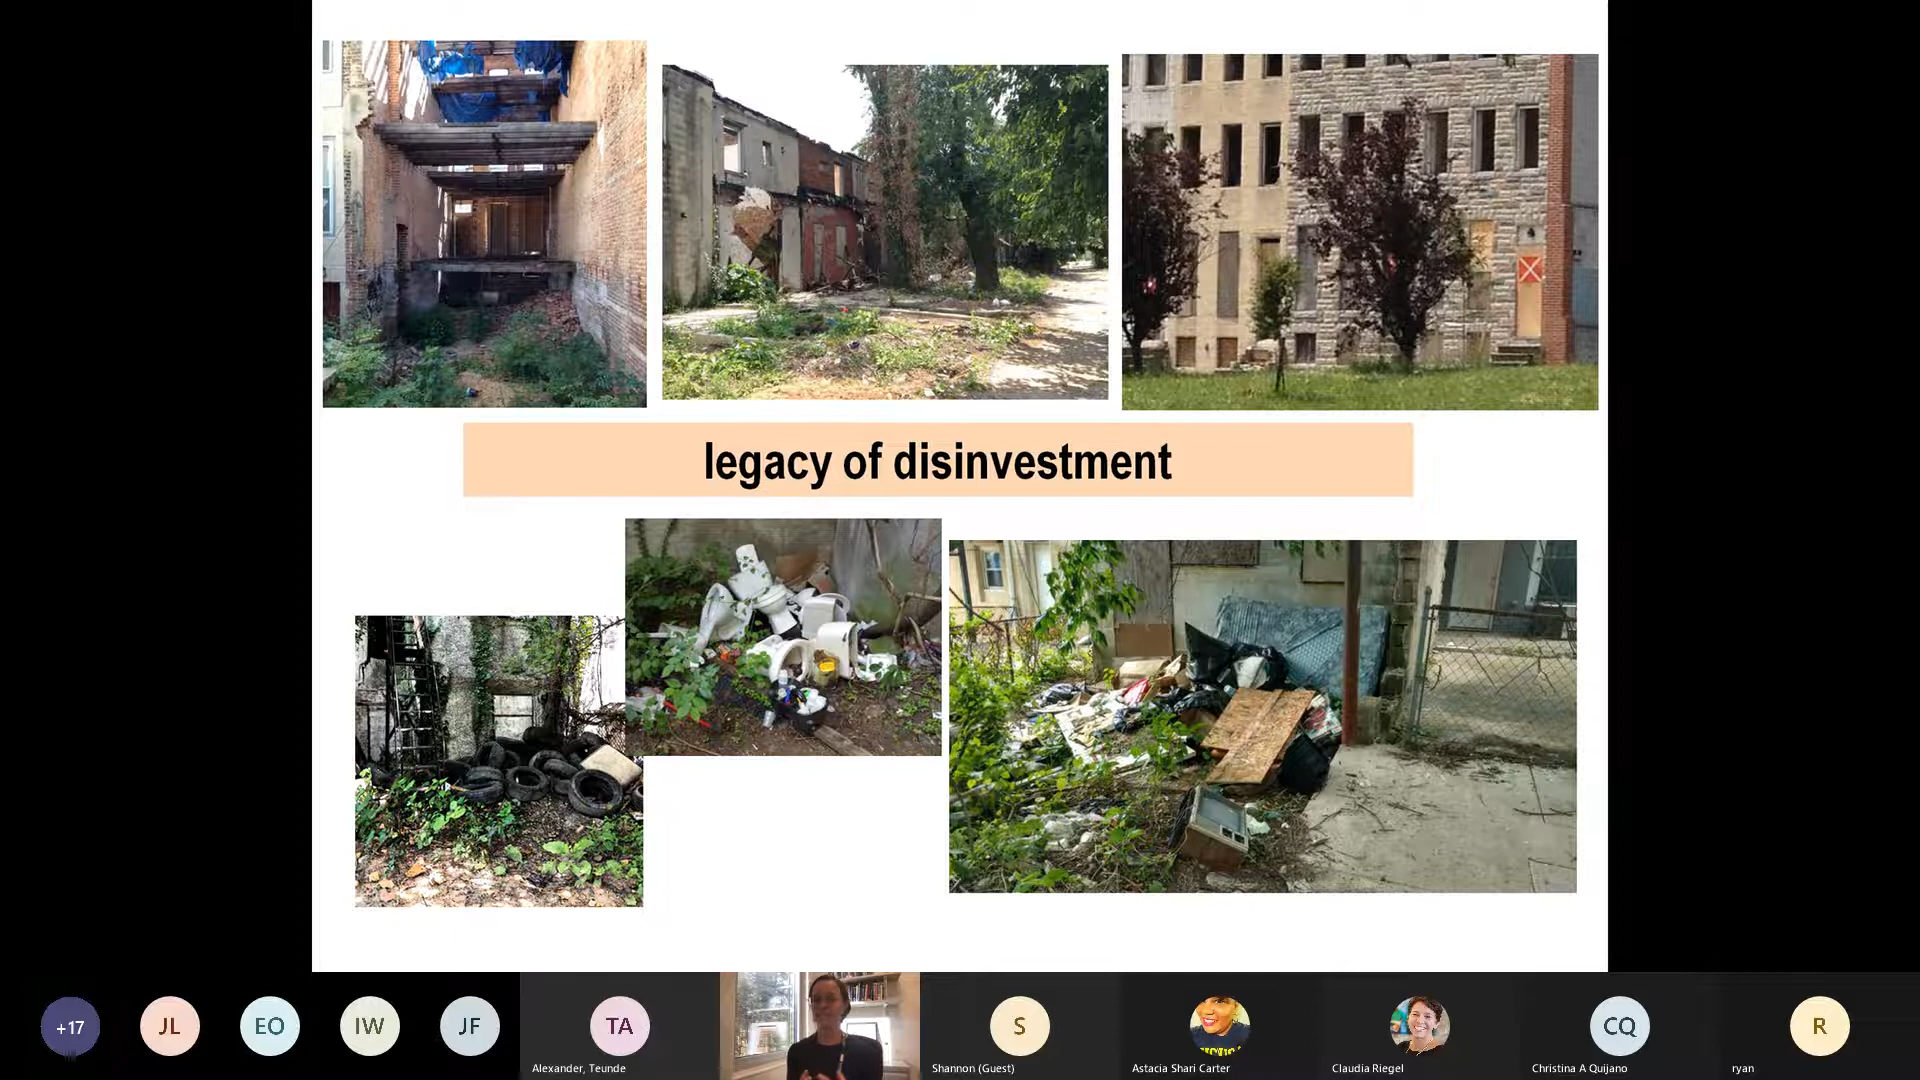 legacy of disinvestment
+17
JL
EO
IW
JF
TA
S
CQ
R
Alexander, Teunde
Shannon (Guest)
Astacia Shari Carter
Claudia Riegel
Christina A Quijano
ryan